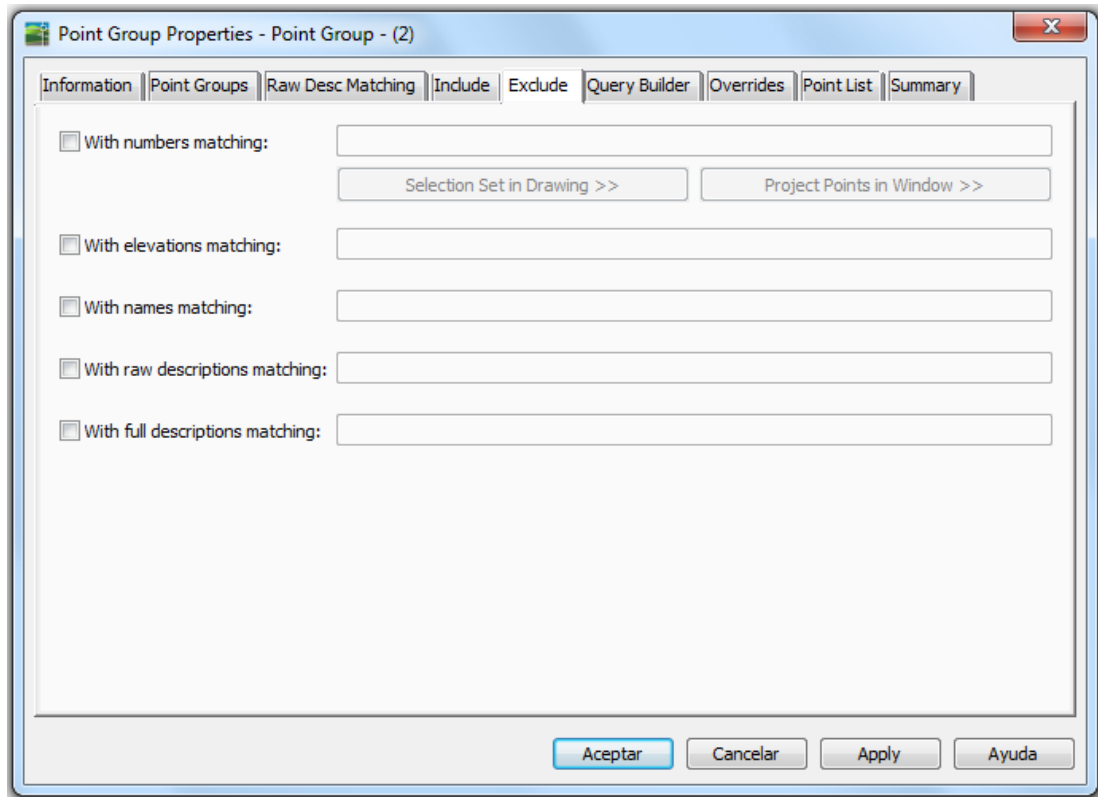 Point Group Properties - Point Group - (2)
Information Point Groups Raw Desc Matching Include Exclude Query Builder Overrides Point List Summary
With numbers matching:
Selection Set in Drawing >> Project Points in Window >>
With elevations matching:
With names matching:
With raw descriptions matching:
With full descriptions matching:
Aceptar Cancelar Apply Ayuda